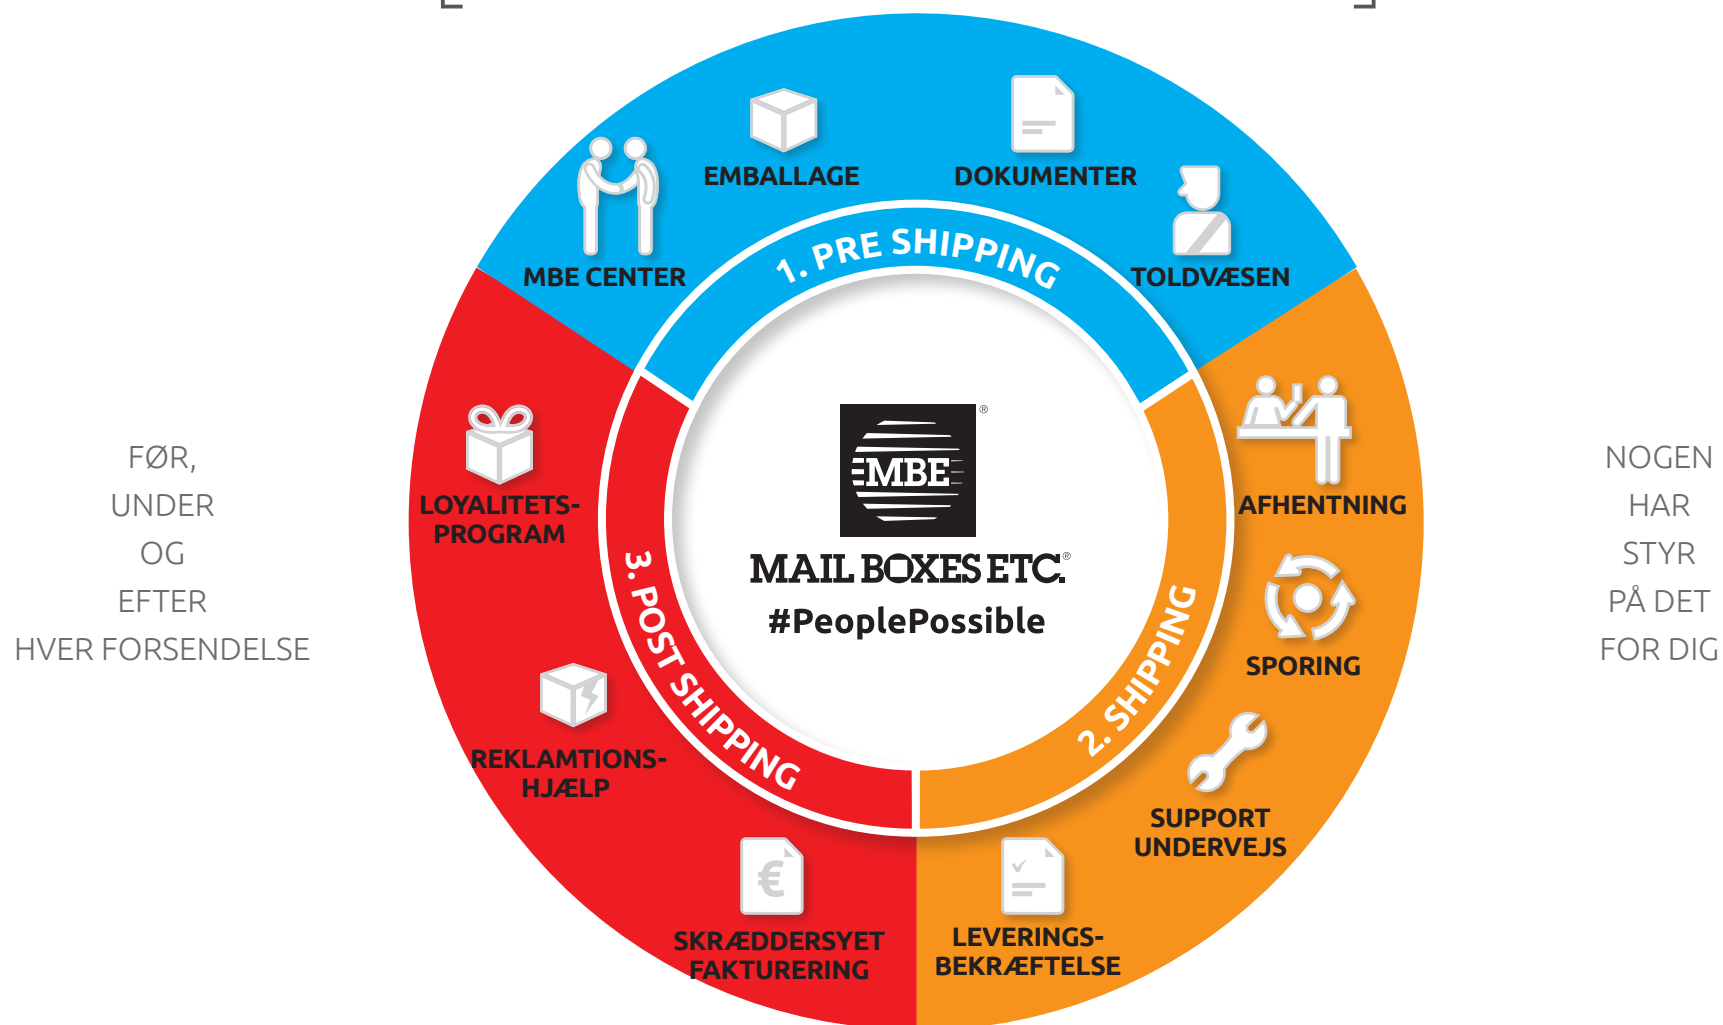 EMBALLAGE
DOKUMENTER
MBE CENTER
TOLDVÆSEN
1. PRE SHIPPING
FØR,
UNDER
OG
EFTER
HVER FORSENDELSE
LOYALITETS-
PROGRAM
REKLAMTIONS-
HJÆLP
€
SKRÆDDERSYET
FAKTURERING
3. POST SHIPPING
MBE
®
MAIL BOXES ETC.®
#PeoplePossible
2. SHIPPING
AFHENTNING
SPORING
SUPPORT
UNDERVEJS
LEVERINGS-
BEKRÆFTELSE
NOGEN
HAR
STYR
PÅ DET
FOR DIG